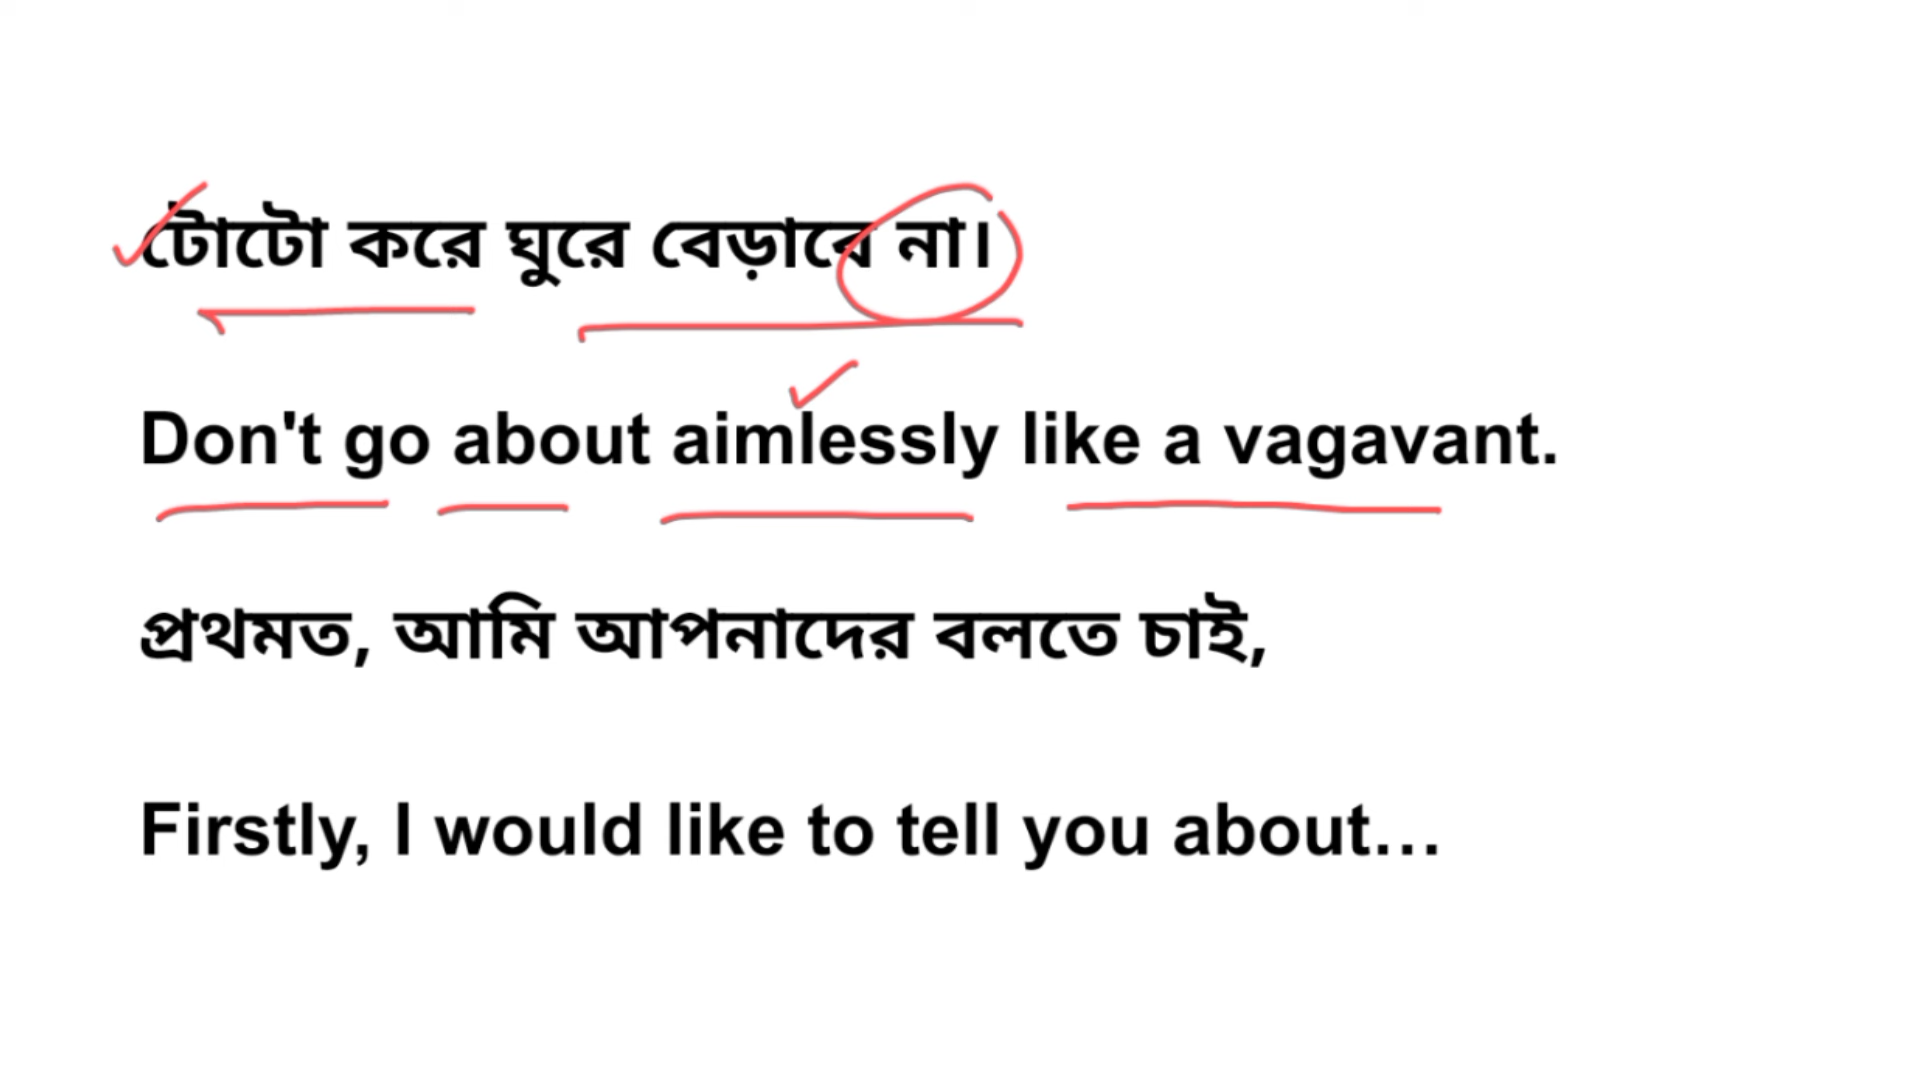 টোটো করে ঘুরে বেড়াবে না।
Don't go about aimlessly like a vagavant.
প্রথমত, আমি আপনাদের বলতে চাই,
Firstly, I would like to tell you about...